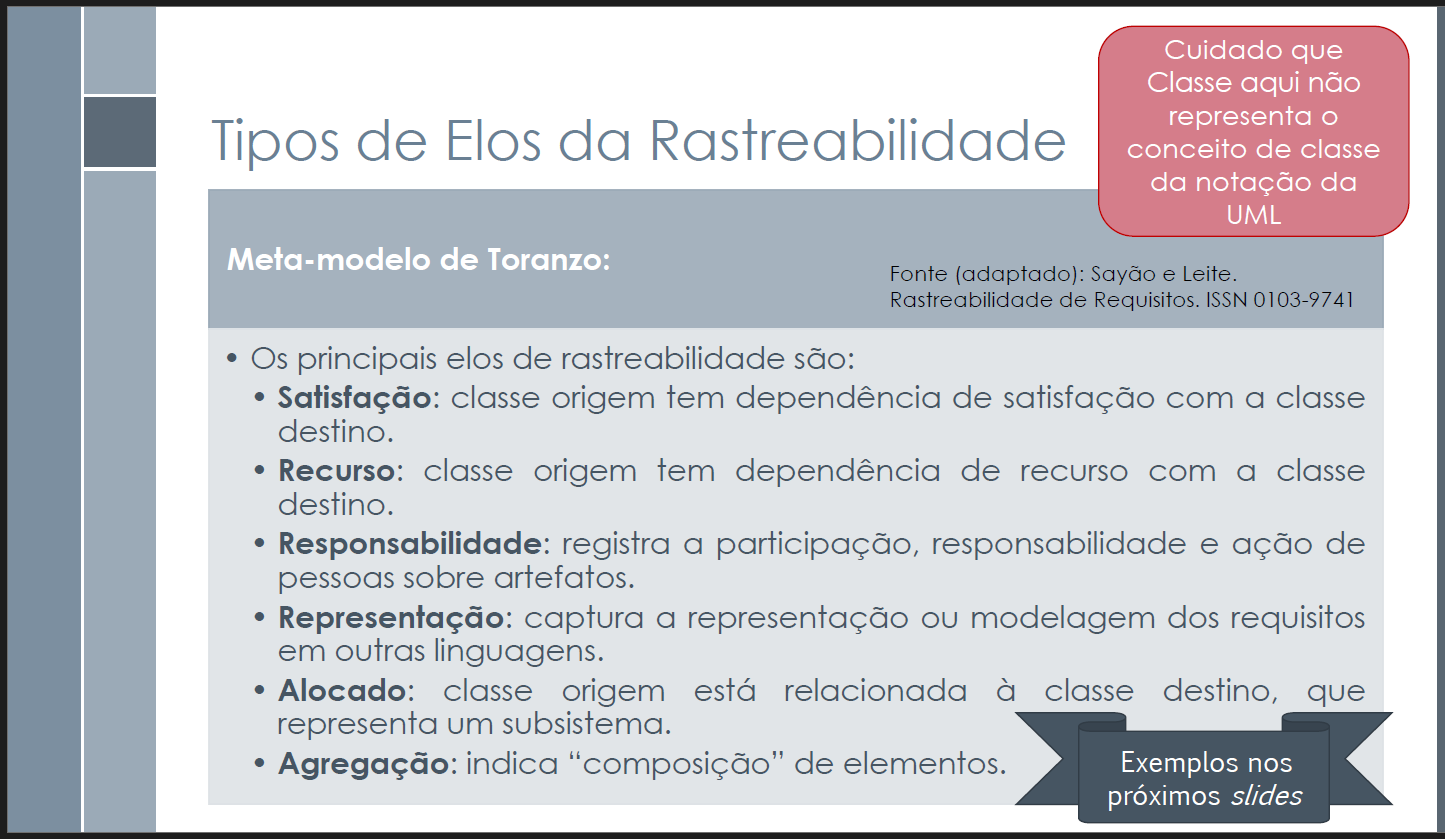 Cuidado que
Classe aqui não
representa o
conceito de classe
da notação da
UML
Tipos de Elos da Rastreabilidade
Meta-modelo de Toranzo:
Fonte (adaptado): Sayão e Leite.
Rastreabilidade de Requisitos. ISSN 0103-9741
• Os principais elos de rastreabilidade são:
• Satisfação: classe origem tem dependência de satisfação com a classe
destino.
• Recurso: classe origem tem dependência de recurso com a classe
destino.
• Responsabilidade: registra a participação, responsabilidade e ação de
pessoas sobre artefatos.
• Representação: captura a representação ou modelagem dos requisitos
em outras linguagens.
• Alocado: classe origem está relacionada à classe destino, que
representa um subsistema.
• Agregação: indica “composição” de elementos.
Exemplos nos
próximos slides